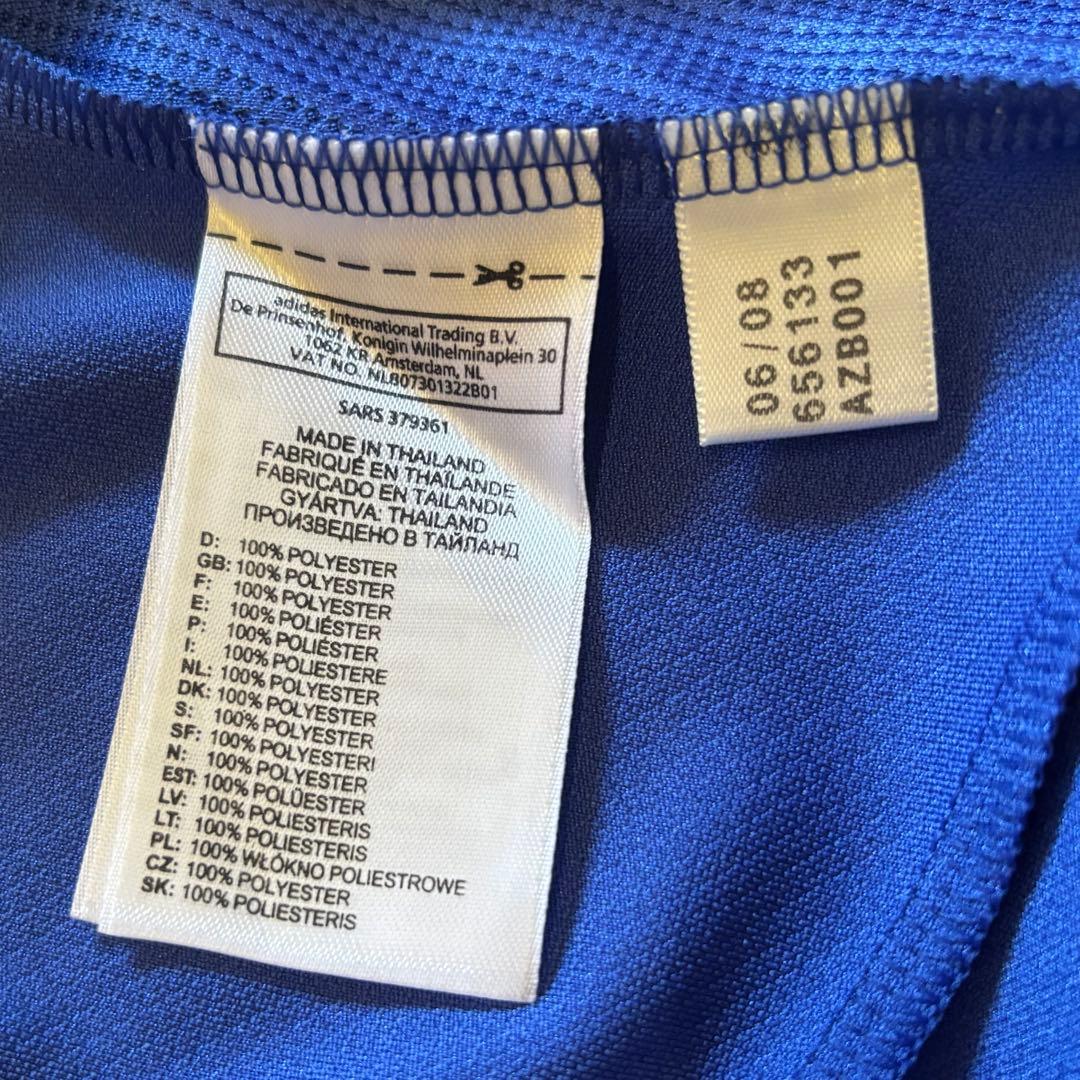 adidas International Trading B.V.
De Prinsenhof, Konigin Wilhelminaplein 30
1062 KR Amsterdam, NL
VAT NO. NL807301322B01
SARS 379361
MADE IN THAILAND
FABRIQUÉ EN THAÏLANDE
FABRICADO EN TAILANDIA
GYÁRTVA: THAILAND
ПРОИЗВЕДЕНО В ТАЙЛАНД
D: 100% POLYESTER
GB: 100% POLYESTER
F: 100% POLYESTER
E: 100% POLIÉSTER
P: 100% POLIÉSTER
I: 100% POLIESTERE
NL: 100% POLYESTER
DK: 100% POLYESTER
S: 100% POLYESTER
SF: 100% POLYESTERI
N: 100% POLYESTER
EST: 100% POLÜESTER
LV: 100% POLIESTERIS
LT: 100% POLIESTERIS
PL: 100% WŁÓKNO POLIESTROWE
CZ: 100% POLYESTER
SK: 100% POLIESTERIS
06/08
656133
AZB001